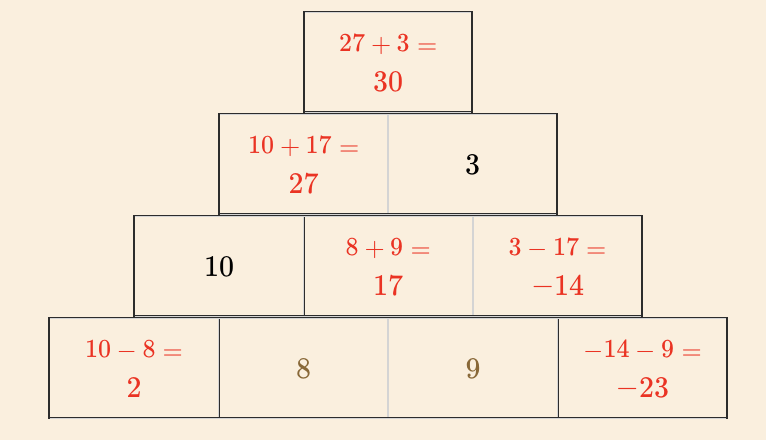 27 + 3 =
30
10 + 17 =
27
3
10
8 + 9 =
17
3 − 17 =
−14
10 − 8 =
2
8
9
−14 − 9 =
−23